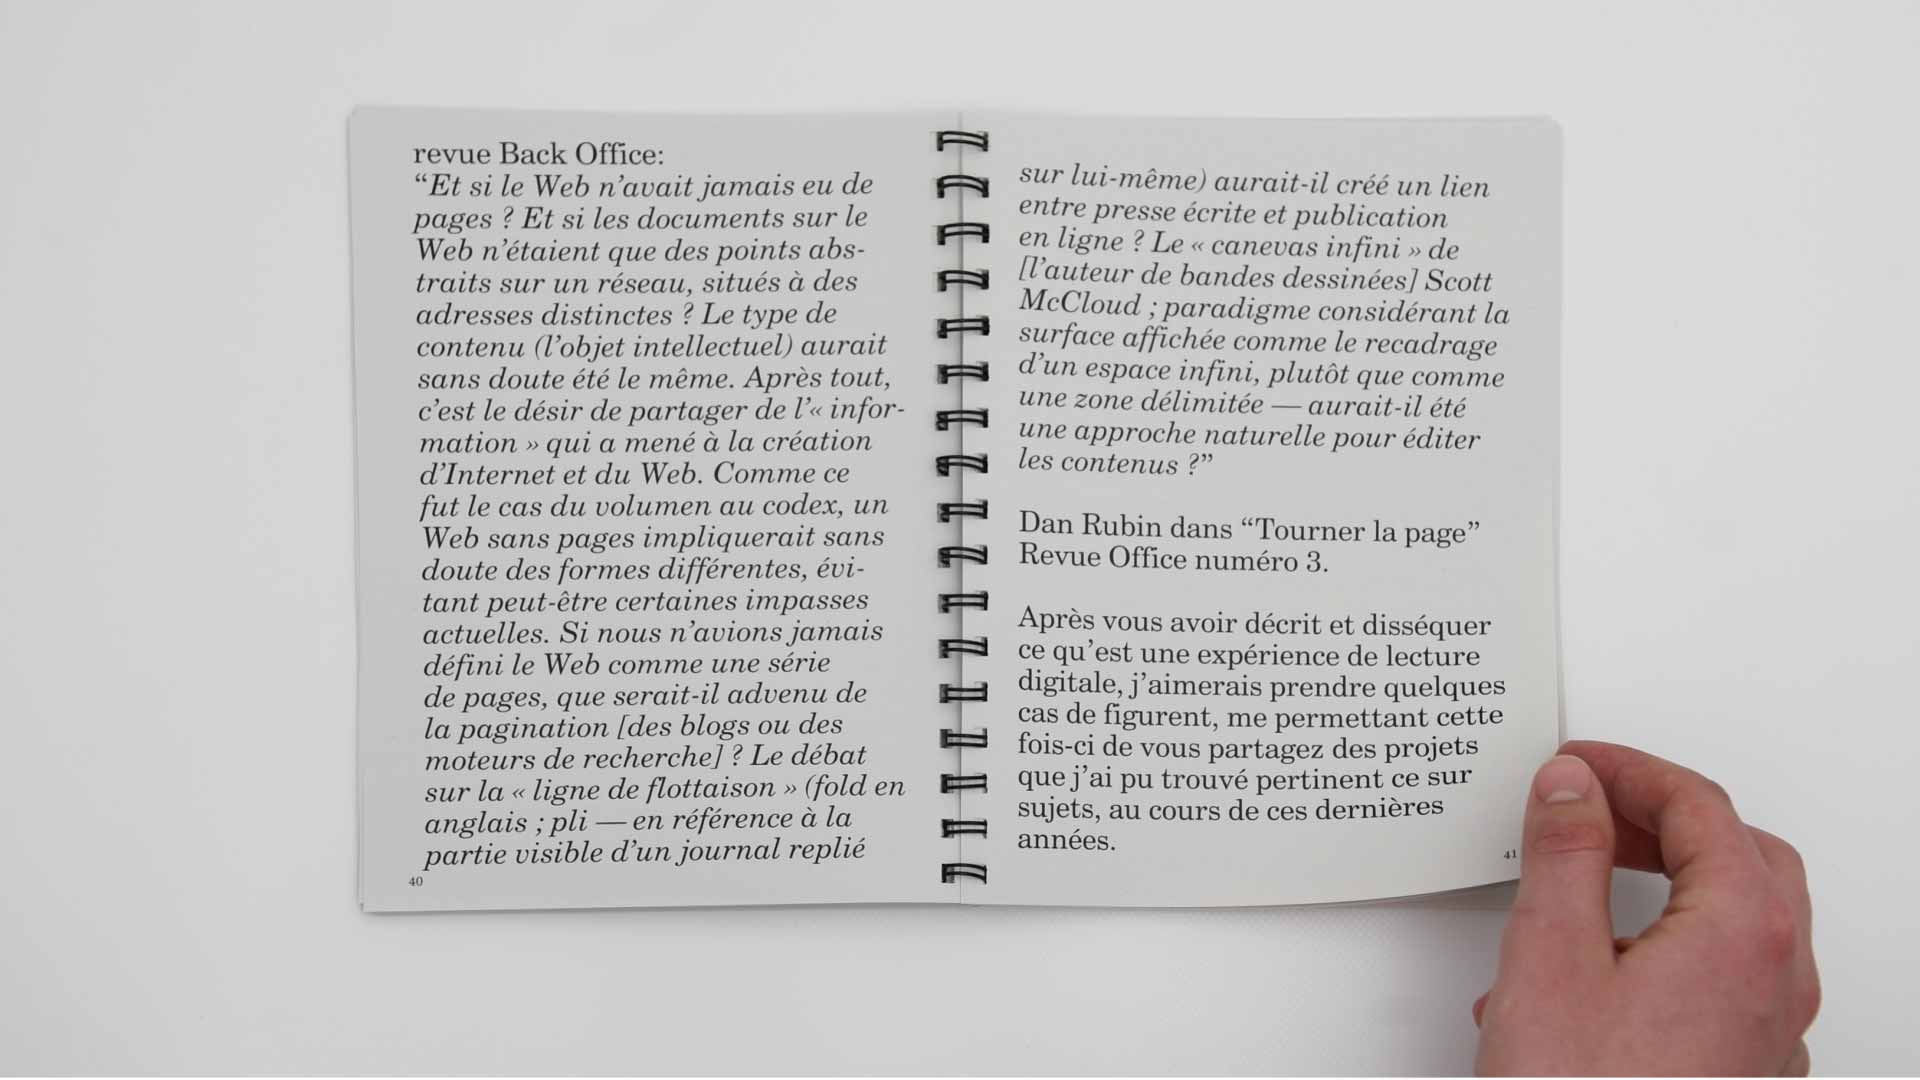 revue Back Office:
“Et si le Web n’avait jamais eu de
pages ? Et si les documents sur le
Web n’étaient que des points abs-
traits sur un réseau, situés à des
adresses distinctes ? Le type de
contenu (l’objet intellectuel) aurait
sans doute été le même. Après tout,
c’est le désir de partager de l’« infor-
mation » qui a mené à la création
d’Internet et du Web. Comme ce
fut le cas du volumen au codex, un
Web sans pages impliquerait sans
doute des formes différentes, évi-
tant peut-être certaines impasses
actuelles. Si nous n’avions jamais
défini le Web comme une série
de pages, que serait-il advenu de
la pagination [des blogs ou des
moteurs de recherche] ? Le débat
sur la « ligne de flottaison » (fold en
anglais ; pli — en référence à la
partie visible d’un journal replié
40
sur lui-même) aurait-il créé un lien
entre presse écrite et publication
en ligne ? Le « canevas infini » de
[l’auteur de bandes dessinées] Scott
McCloud ; paradigme considérant la
surface affichée comme le recadrage
d’un espace infini, plutôt que comme
une zone délimitée — aurait-il été
une approche naturelle pour éditer
les contenus ?”
Dan Rubin dans “Tourner la page”
Revue Office numéro 3.
Après vous avoir décrit et disséquer
ce qu’est une expérience de lecture
digitale, j’aimerais prendre quelques
cas de figurent, me permettant cette
fois-ci de vous partagez des projets
que j’ai pu trouvé pertinent ce sur
sujets, au cours de ces dernières
années.
41